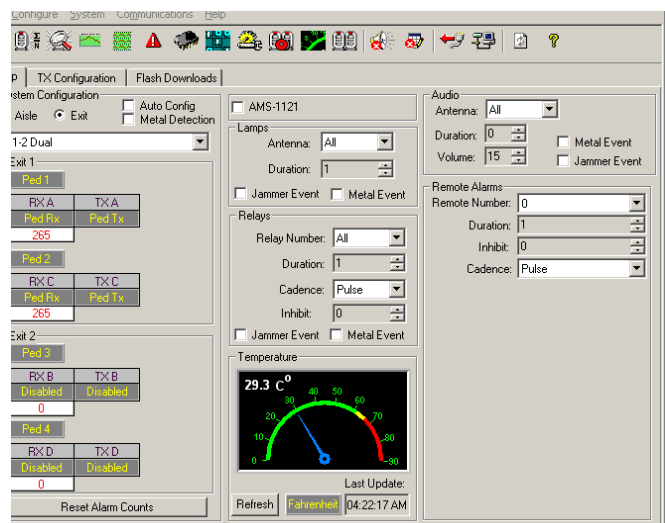 Configure System Communications Help
P TX Configuration Flash Downloads
ystem Configuration
Aisle Exit
Auto Config
Metal Detection
1-2 Dual
Exit 1
Ped 1
RX A TX A
Ped Rx Ped Tx
265
Ped 2
RX C TX C
Ped Rx Ped Tx
265
Exit 2
Ped 3
RX B TX B
Disabled Disabled
0
Ped 4
RX D TX D
Disabled Disabled
0
Reset Alarm Counts
AMS-1121
Lamps
Antenna: All
Duration: 1
Jammer Event Metal Event
Relays
Relay Number: All
Duration: 1
Cadence: Pulse
Inhibit: 0
Jammer Event Metal Event
Temperature
29.3 C⁰
0 10 20 30 40 50 60 70 80 90
Last Update:
Refresh Fahrenheit 04:22:17 AM
Audio
Antenna: All
Duration: 0
Volume: 15
Metal Event
Jammer Event
Remote Alarms
Remote Number: 0
Duration: 1
Inhibit: 0
Cadence: Pulse